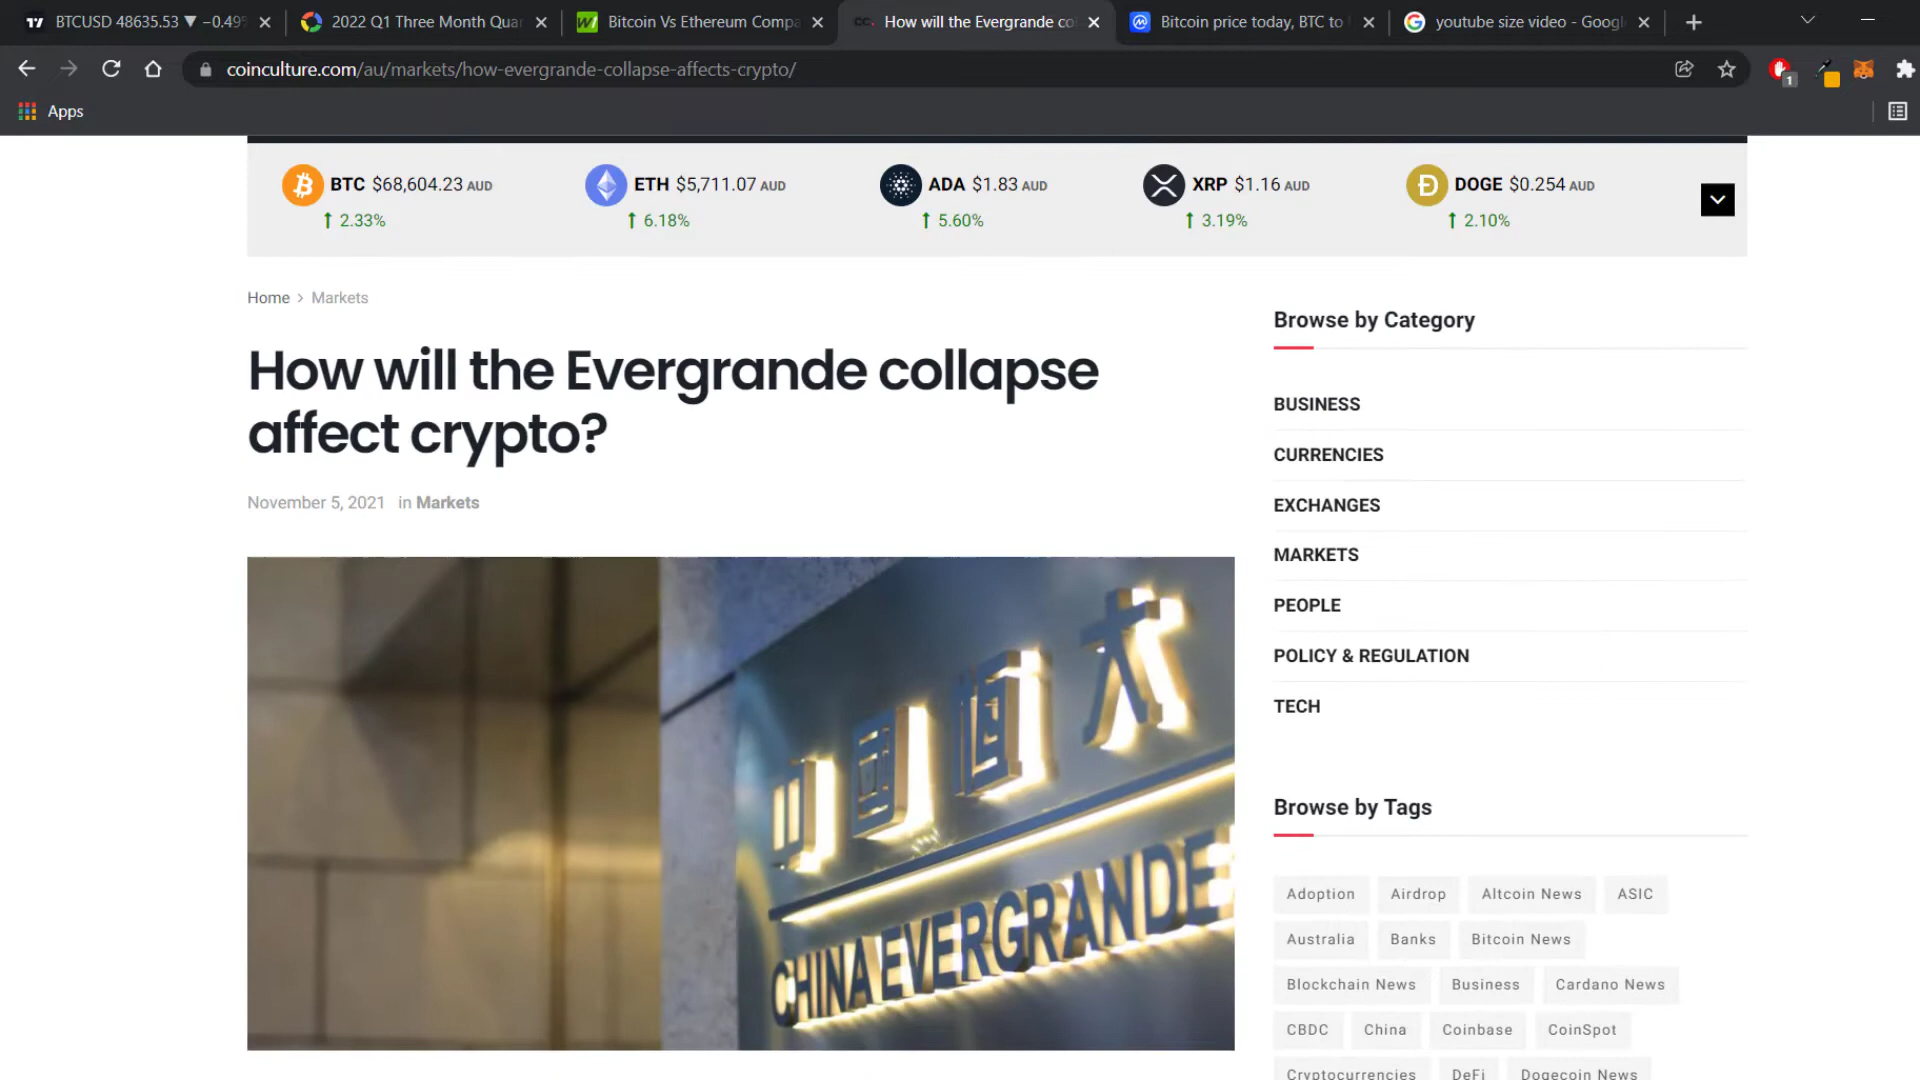 BTCUSD 48635.53 ▼ −0.49%
2022 Q1 Three Month Qua
Bitcoin Vs Ethereum Compa
How will the Evergrande co
Bitcoin price today, BTC to
youtube size video - Googl
coinculture.com/au/markets/how-evergrande-collapse-affects-crypto/
1
Apps
BTC $68,604.23 AUD
↑ 2.33%
ETH $5,711.07 AUD
↑ 6.18%
ADA $1.83 AUD
↑ 5.60%
XRP $1.16 AUD
↑ 3.19%
DOGE $0.254 AUD
↑ 2.10%
Home > Markets
How will the Evergrande collapse
affect crypto?
November 5, 2021 in Markets
中国恒大
CHINA EVERGRANDE
Browse by Category
BUSINESS
CURRENCIES
EXCHANGES
MARKETS
PEOPLE
POLICY & REGULATION
TECH
Browse by Tags
Adoption Airdrop Altcoin News ASIC
Australia Banks Bitcoin News
Blockchain News Business Cardano News
CBDC China Coinbase CoinSpot
Cryptocurrencies DeFi Dogecoin News